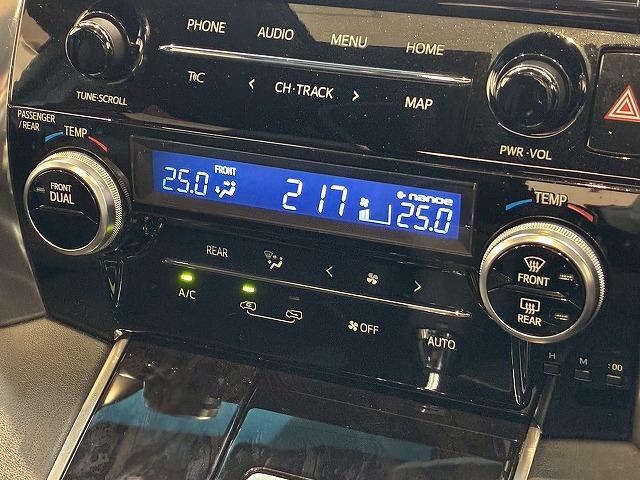 PHONE AUDIO MENU HOME
CH·TRACK MAP
TUNE·SCROLL
PWR·VOL
PASSENGER
/REAR
TEMP
FRONT
DUAL
FRONT
25.0 217 25.0
nanoe
TEMP
FRONT
REAR
REAR
A/C
OFF
AUTO
H M :00